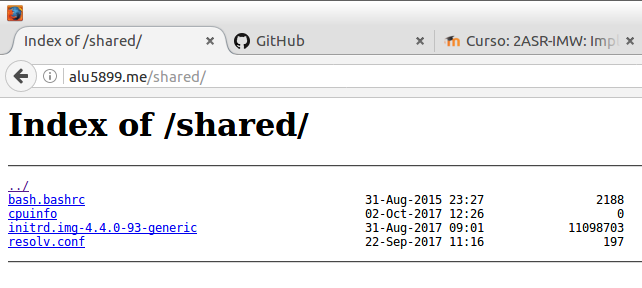 Index of /shared/ × GitHub × Curso: 2ASR-IMW: Impl ×
alu5899.me/shared/
Index of /shared/
../
bash.bashrc 31-Aug-2015 23:27 2188
cpuinfo 02-Oct-2017 12:26 0
initrd.img-4.4.0-93-generic 31-Aug-2017 09:01 11098703
resolv.conf 22-Sep-2017 11:16 197